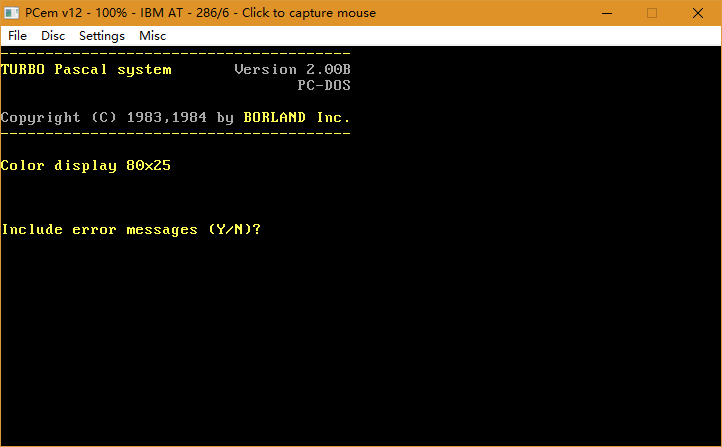 PCem v12 - 100% - IBM AT - 286/6 - Click to capture mouse
File Disc Settings Misc
---------------------------------------
TURBO Pascal system Version 2.00B
PC-DOS
Copyright (C) 1983,1984 by BORLAND Inc.
---------------------------------------
Color display 80x25
Include error messages (Y/N)?